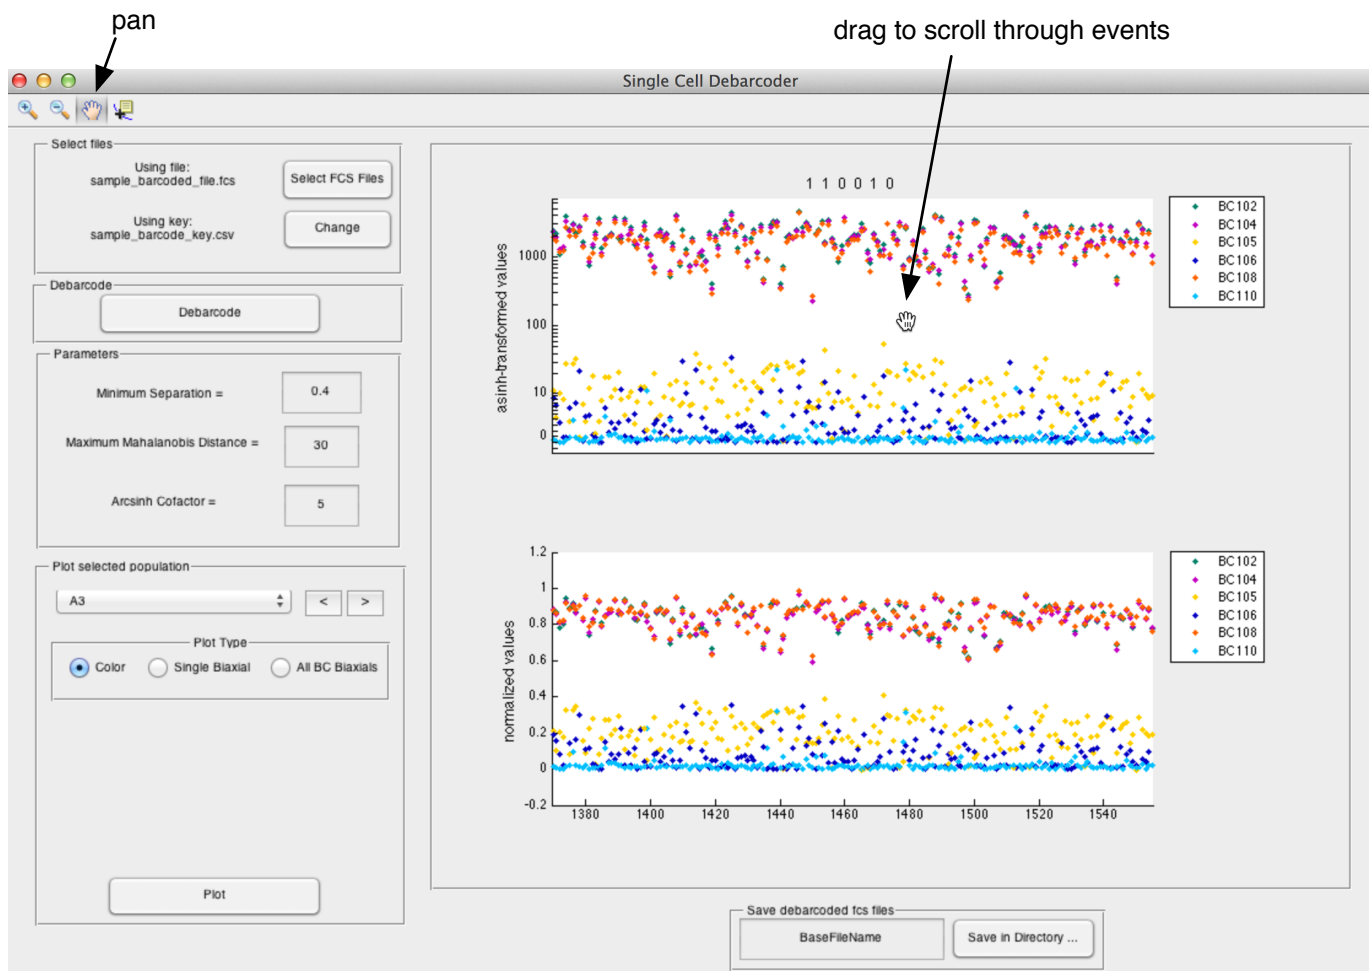 pan
drag to scroll through events
Single Cell Debarcoder
Select files
Using file:
sample_barcoded_file.fcs
Select FCS Files
Using key:
sample_barcode_key.csv
Change
Debarcode
Debarcode
Parameters
Minimum Separation =
0.4
Maximum Mahalanobis Distance =
30
Arcsinh Cofactor =
5
Plot selected population
A3
<
>
Plot Type
Color
Single Biaxial
All BC Biaxials
Plot
1 1 0 0 1 0
asinh-transformed values
1000
100
10
0
BC102
BC104
BC105
BC106
BC108
BC110
normalized values
1.2
1
0.8
0.6
0.4
0.2
0
-0.2
1380 1400 1420 1440 1460 1480 1500 1520 1540
BC102
BC104
BC105
BC106
BC108
BC110
Save debarcoded fcs files
BaseFileName
Save in Directory ...